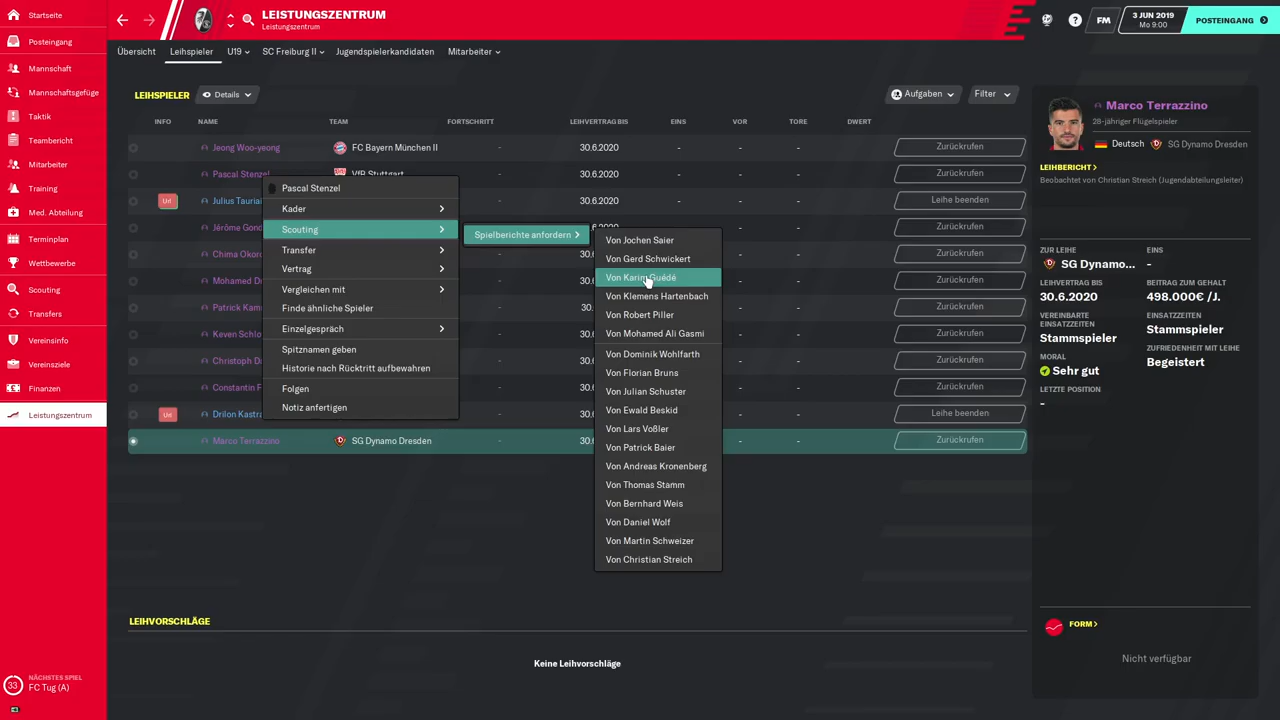 Startseite
Posteingang
Mannschaft
Mannschaftsgefüge
Taktik
Teambericht
Mitarbeiter
Training
Med. Abteilung
Terminplan
Wettbewerbe
Scouting
Transfers
Vereinsinfo
Vereinsziele
Finanzen
Leistungszentrum
33
NÄCHSTES SPIEL
FC Tug (A)
LEISTUNGSZENTRUM
Leistungszentrum
? FM
3 JUN 2019
Mo 9:00
POSTEINGANG
Übersicht Leihspieler U19 SC Freiburg II Jugendspielerkandidaten Mitarbeiter
LEIHSPIELER Details Aufgaben Filter
INFO NAME TEAM FORTSCHRITT LEIHVERTRAG BIS EINS VOR TORE DWERT
Jeong Woo-yeong FC Bayern München II - 30.6.2020 - - - Zurückrufen
Pascal Stenzel VfB Stuttgart - 30.6.2020 - - - Zurückrufen
Url Julius Tauria 30.6.2020 - - - Leihe beenden
Jérôme Gond - - - Zurückrufen
Chima Okoro - - Zurückrufen
Mohamed D - - Zurückrufen
Patrick Kam - - Zurückrufen
Keven Schlo - - Zurückrufen
Christoph D - - Zurückrufen
Constantin F - - Zurückrufen
Url Drilon Kastra - - Leihe beenden
Marco Terrazzino SG Dynamo Dresden - - - Zurückrufen
Pascal Stenzel
Kader
Scouting
Transfer
Vertrag
Vergleichen mit
Finde ähnliche Spieler
Einzelgespräch
Spitznamen geben
Historie nach Rücktritt aufbewahren
Folgen
Notiz anfertigen
Spielberichte anfordern
Von Jochen Saier
Von Gerd Schwickert
Von Karim Guédé
Von Klemens Hartenbach
Von Robert Piller
Von Mohamed Ali Gasmi
Von Dominik Wohlfarth
Von Florian Bruns
Von Julian Schuster
Von Ewald Beskid
Von Lars Voßler
Von Patrick Baier
Von Andreas Kronenberg
Von Thomas Stamm
Von Bernhard Weis
Von Daniel Wolf
Von Martin Schweizer
Von Christian Streich
LEIHVORSCHLÄGE
Keine Leihvorschläge
Marco Terrazzino
28-jähriger Flügelspieler
Deutsch SG Dynamo Dresden
LEIHBERICHT
Beobachtet von Christian Streich (Jugendabteilungsleiter)
ZUR LEIHE
SG Dynamo...
EINS
-
LEIHVERTRAG BIS
30.6.2020
BEITRAG ZUM GEHALT
498.000€ /J.
VEREINBARTE EINSATZZEITEN
Stammspieler
EINSATZZEITEN
Stammspieler
MORAL
Sehr gut
ZUFRIEDENHEIT MIT LEIHE
Begeistert
LETZTE POSITION
-
FORM
Nicht verfügbar